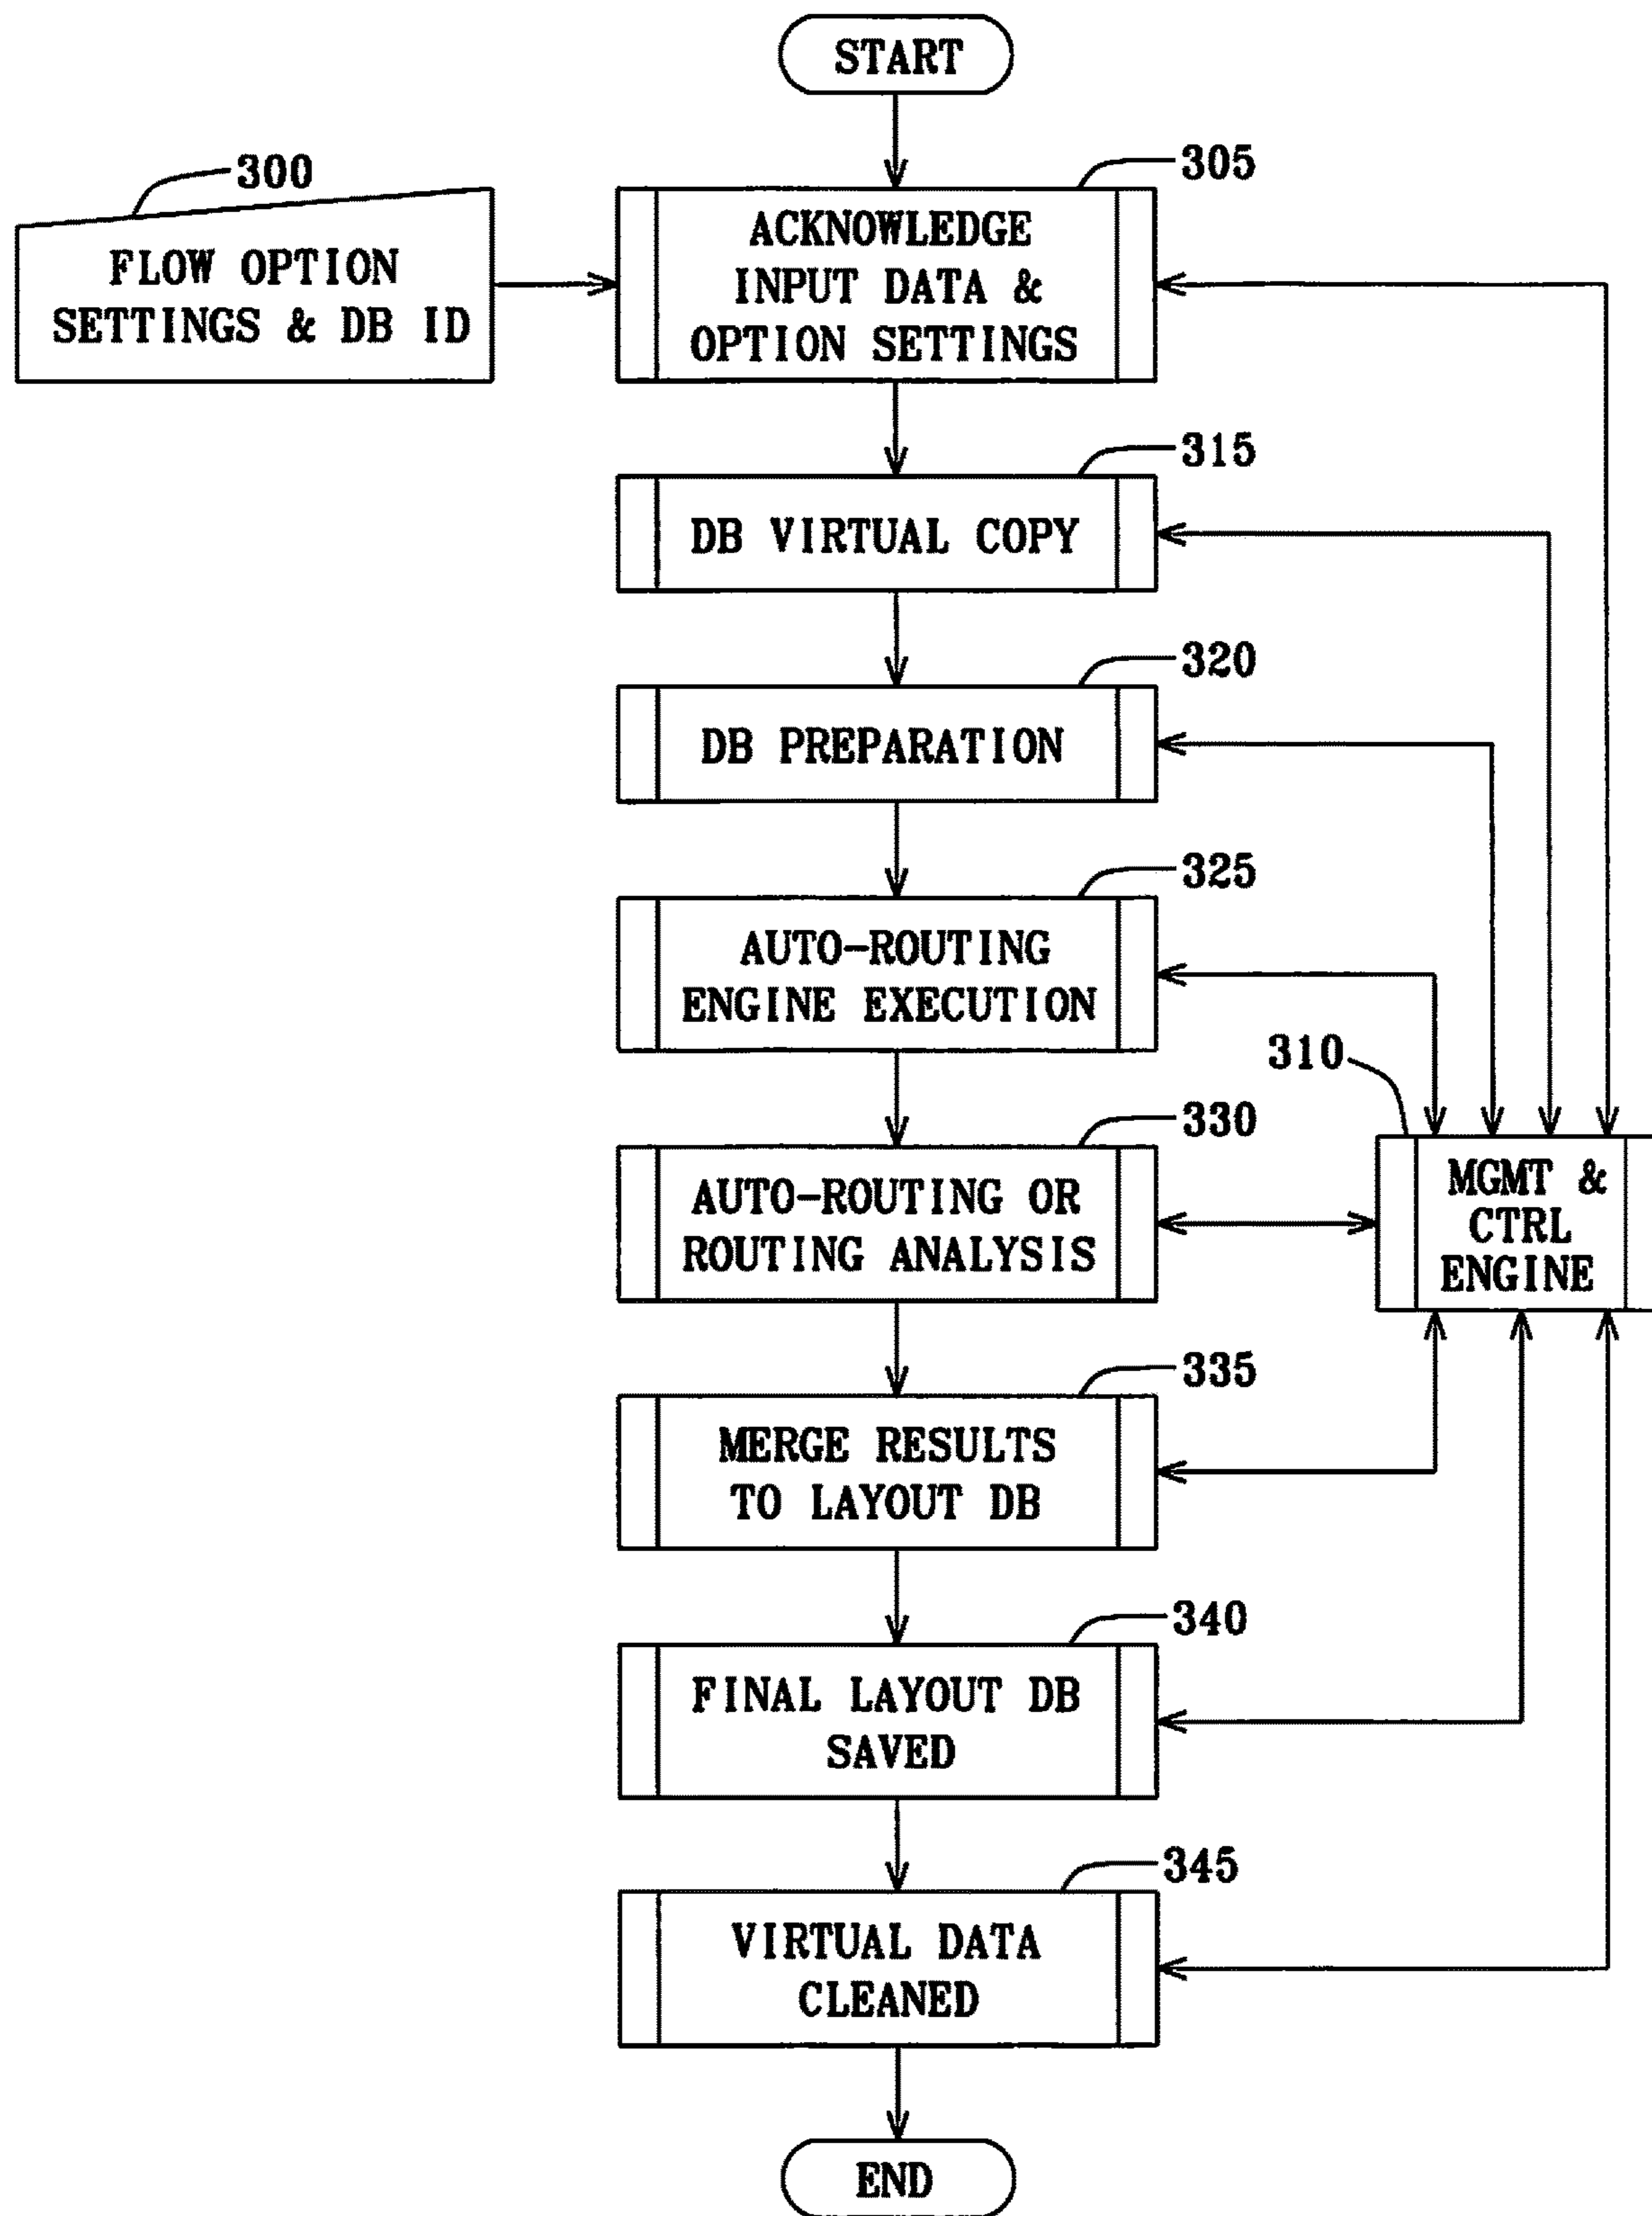 START
300
FLOW OPTION
SETTINGS & DB ID
305
ACKNOWLEDGE
INPUT DATA &
OPTION SETTINGS
315
DB VIRTUAL COPY
320
DB PREPARATION
325
AUTO-ROUTING
ENGINE EXECUTION
310
MGMT &
CTRL
ENGINE
330
AUTO-ROUTING OR
ROUTING ANALYSIS
335
MERGE RESULTS
TO LAYOUT DB
340
FINAL LAYOUT DB
SAVED
345
VIRTUAL DATA
CLEANED
END